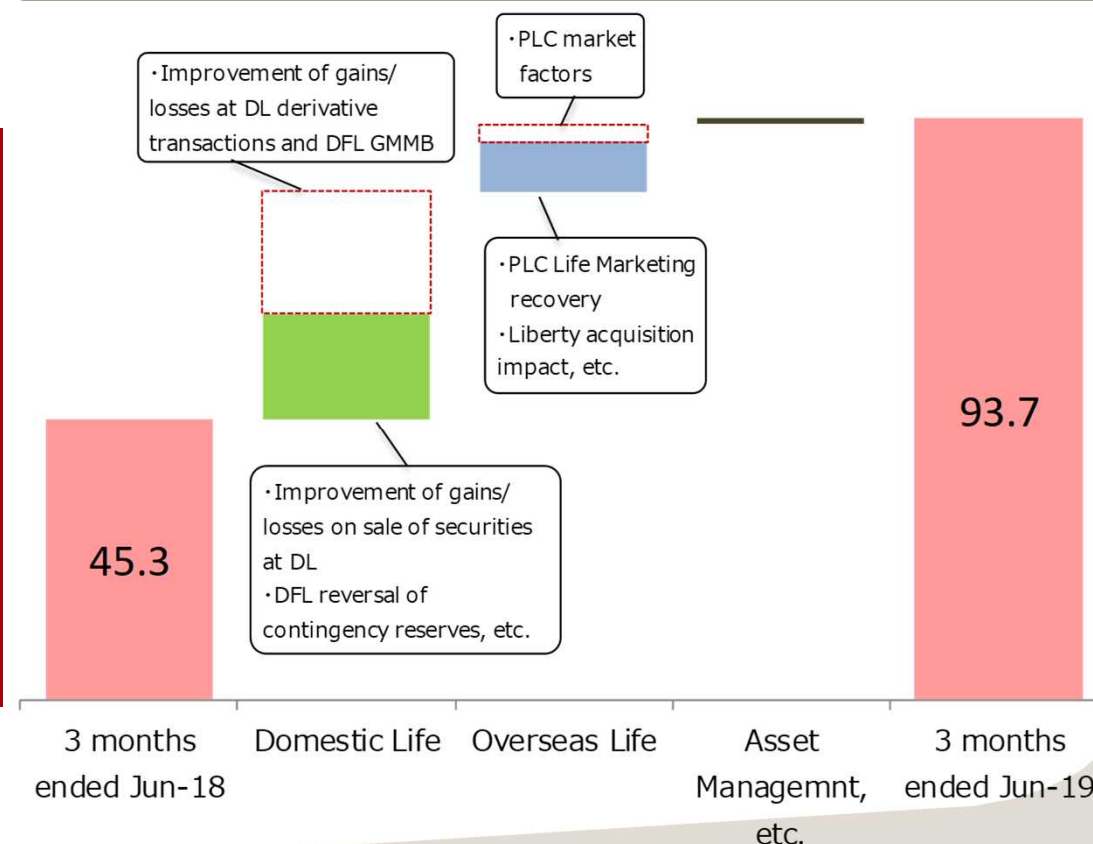 ・PLC market
factors
・Improvement of gains/
losses at DL derivative
transactions and DFL GMMB
・PLC Life Marketing
recovery
・Liberty acquisition
impact, etc.
・Improvement of gains/
losses on sale of securities
at DL
・DFL reversal of
contingency reserves, etc.
45.3
93.7
3 months
ended Jun-18
Domestic Life
Overseas Life
Asset
Managemnt,
etc.
3 months
ended Jun-19